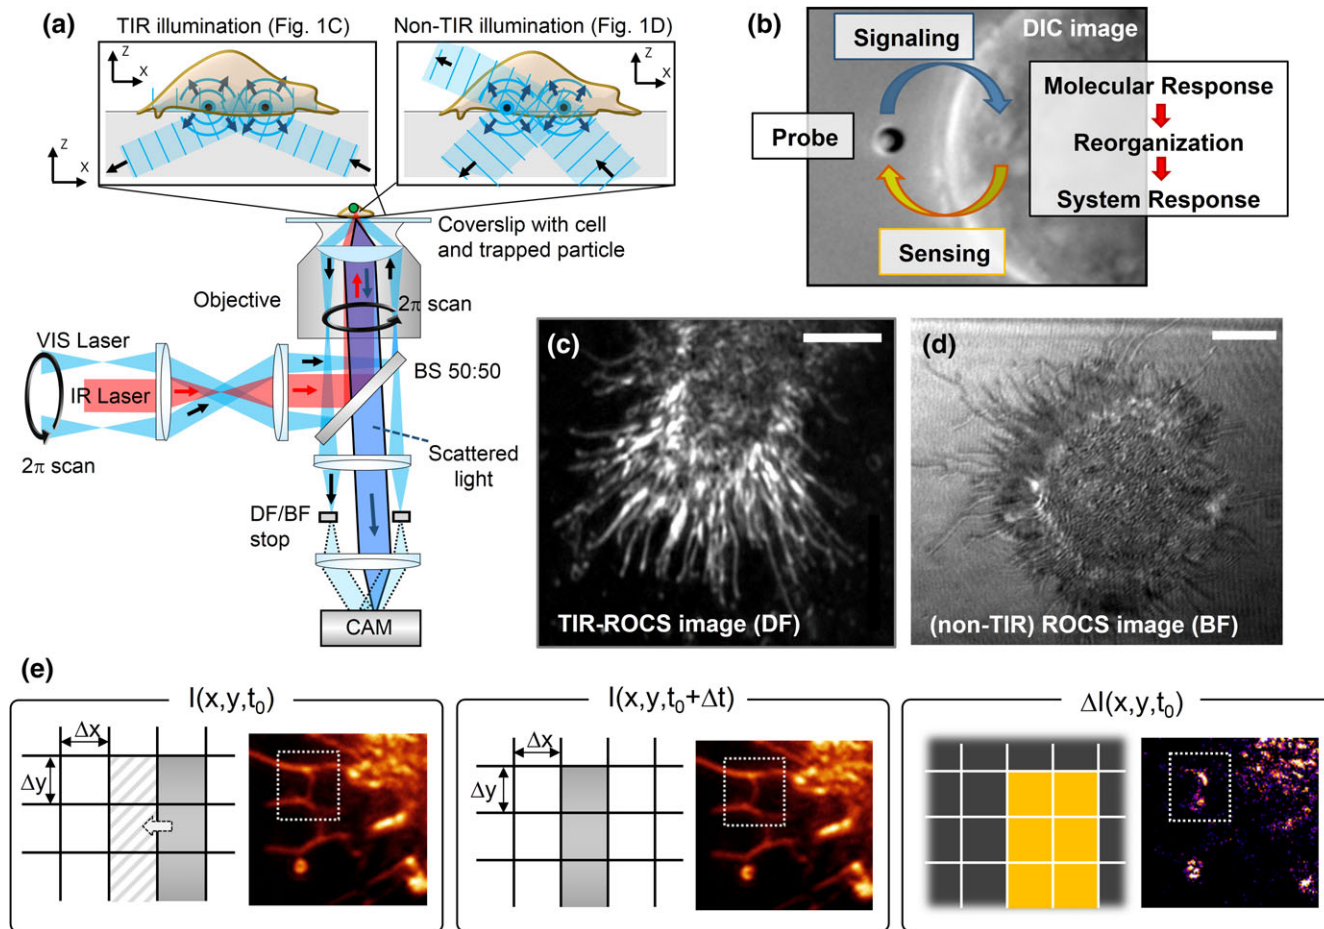 (a)
TIR illumination (Fig. 1C)
Non-TIR illumination (Fig. 1D)
z
x
z
x
z
x
Coverslip with cell
and trapped particle
Objective
2π scan
VIS Laser
IR Laser
BS 50:50
2π scan
Scattered
light
DF/BF
stop
CAM
(b)
DIC image
Signaling
Probe
Sensing
Molecular Response
Reorganization
System Response
(c)
TIR-ROCS image (DF)
(d)
(non-TIR) ROCS image (BF)
(e)
I(x,y,t₀)
Δx
Δy
I(x,y,t₀+Δt)
Δx
Δy
ΔI(x,y,t₀)